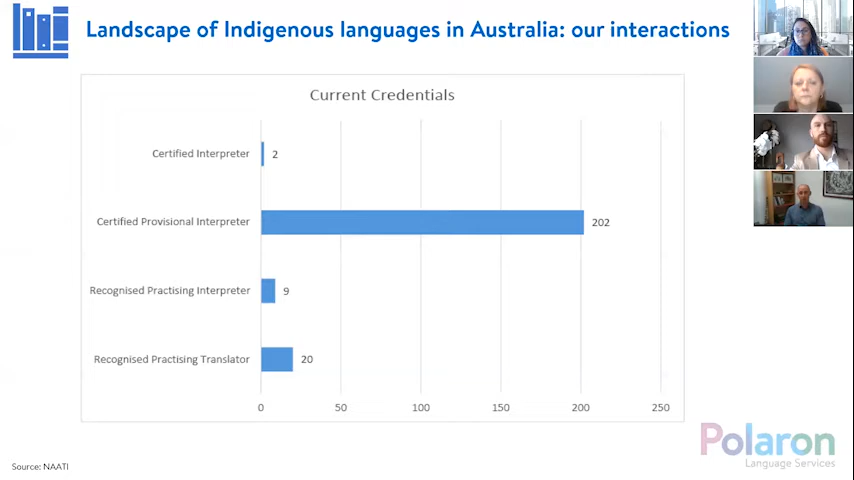 Landscape of Indigenous languages in Australia: our interactions
Current Credentials
Certified Interpreter 2
Certified Provisional Interpreter 202
Recognised Practising Interpreter 9
Recognised Practising Translator 20
0 50 100 150 200 250
Polaron
Language Services
Source: NAATI